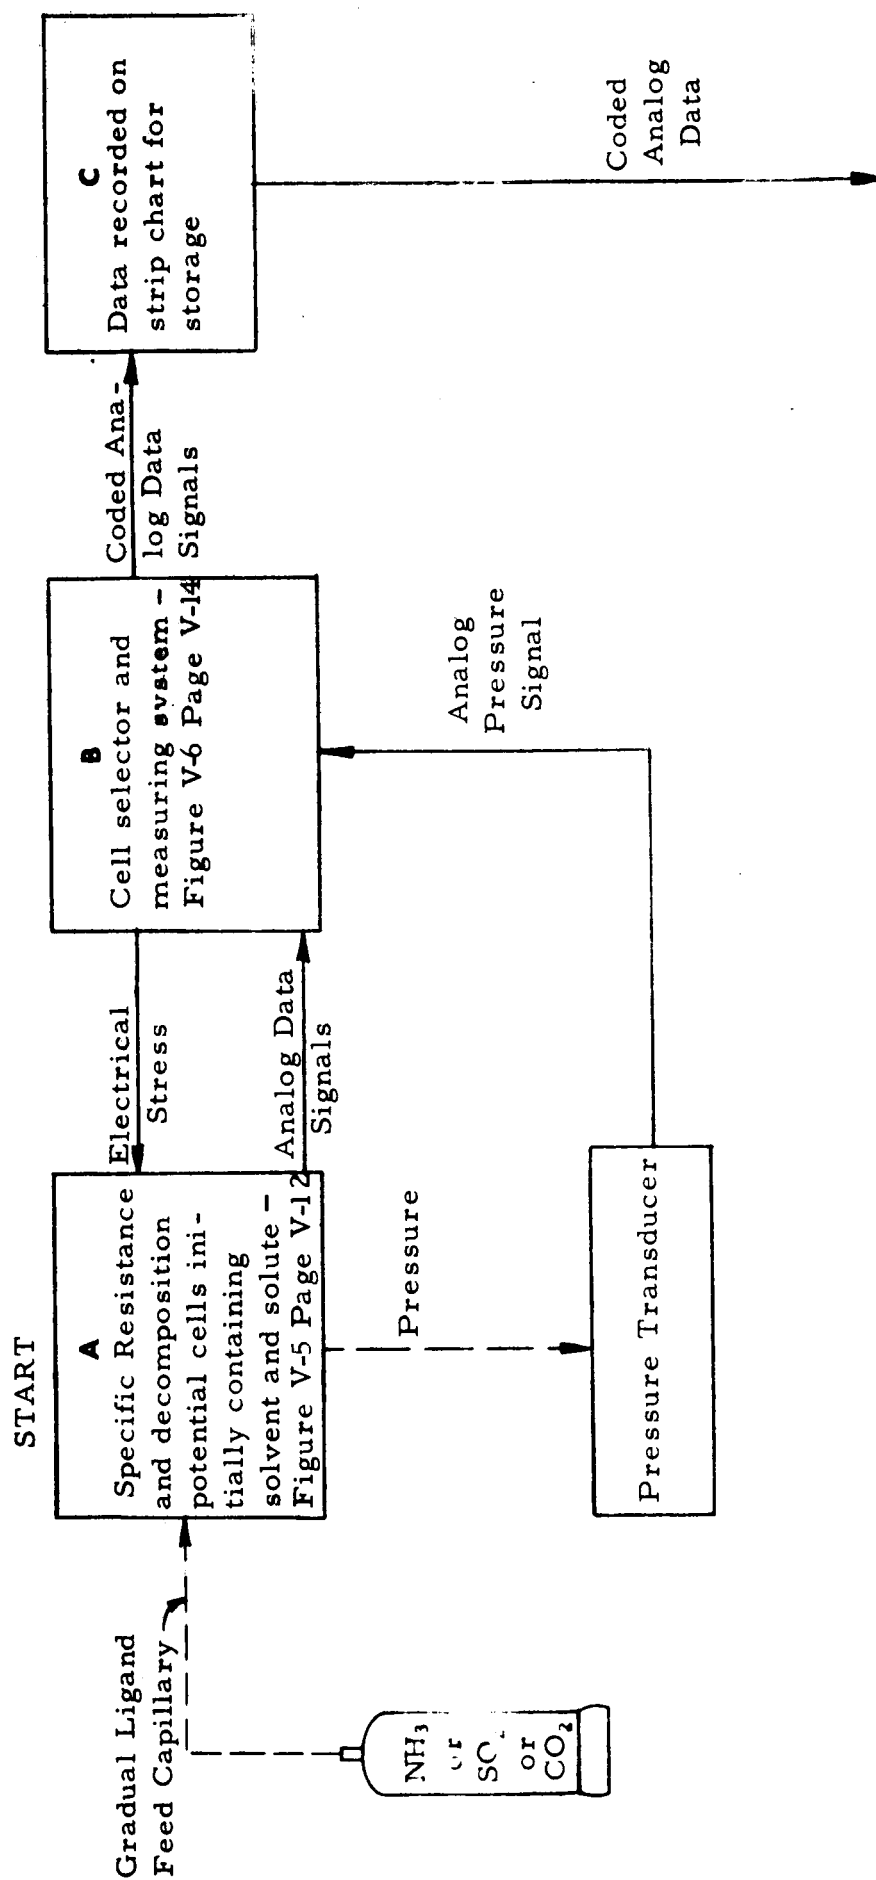 START
Gradual Ligand
Feed Capillary
NH₃
or
SO₂
or
CO₂
A
Specific Resistance
and decomposition
potential cells ini-
tially containing
solvent and solute –
Figure V-5 Page V-12
Electrical
Stress
Analog Data
Signals
Pressure
Pressure Transducer
B
Cell selector and
measuring system –
Figure V-6 Page V-14
Analog
Pressure
Signal
Coded Ana-
log Data
Signals
C
Data recorded on
strip chart for
storage
Coded
Analog
Data